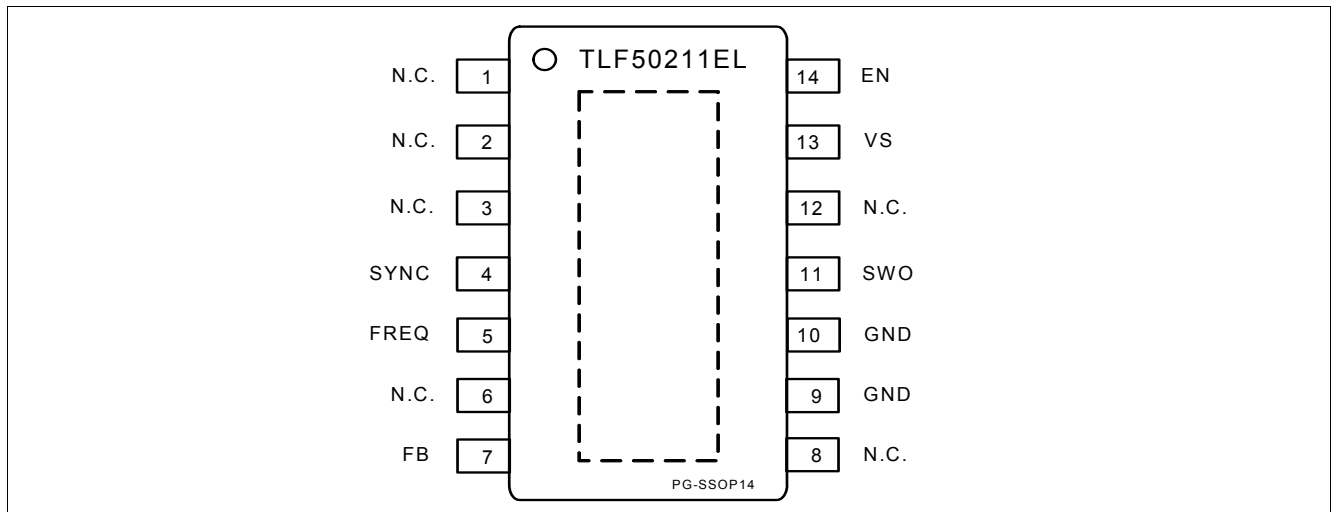 TLF50211EL
N.C. 1 14 EN
N.C. 2 13 VS
N.C. 3 12 N.C.
SYNC 4 11 SWO
FREQ 5 10 GND
N.C. 6 9 GND
FB 7 8 N.C.
PG-SSOP14